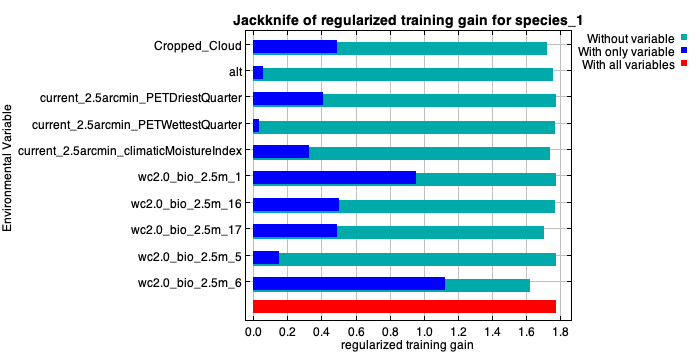 Jackknife of regularized training gain for species_1
Without variable
With only variable
With all variables
Environmental Variable
Cropped_Cloud
alt
current_2.5arcmin_PETDriestQuarter
current_2.5arcmin_PETWettestQuarter
current_2.5arcmin_climaticMoistureIndex
wc2.0_bio_2.5m_1
wc2.0_bio_2.5m_16
wc2.0_bio_2.5m_17
wc2.0_bio_2.5m_5
wc2.0_bio_2.5m_6
0.0 0.2 0.4 0.6 0.8 1.0 1.2 1.4 1.6 1.8
regularized training gain